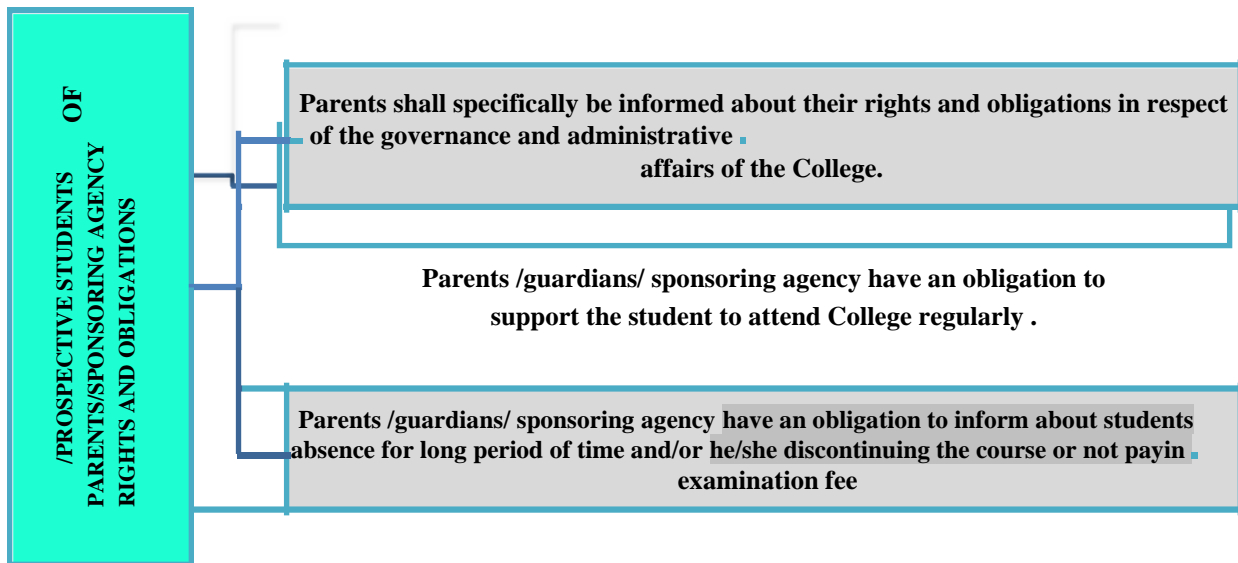 /PROSPECTIVE STUDENTS OF
PARENTS/SPONSORING AGENCY
RIGHTS AND OBLIGATIONS
Parents shall specifically be informed about their rights and obligations in respect
of the governance and administrative .
affairs of the College.
Parents /guardians/ sponsoring agency have an obligation to
support the student to attend College regularly .
Parents /guardians/ sponsoring agency have an obligation to inform about students
absence for long period of time and/or he/she discontinuing the course or not payin .
examination fee